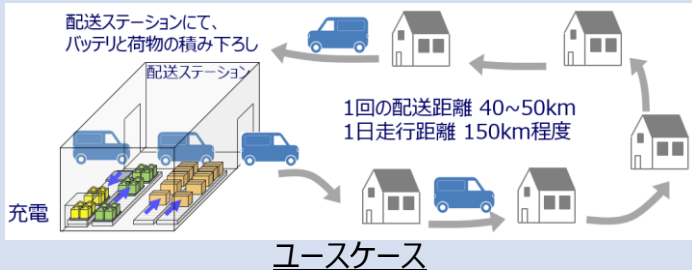 配送ステーションにて、
バッテリと荷物の積み下ろし
配送ステーション
1回の配送距離 40~50km
1日走行距離 150km程度
充電
ユースケース